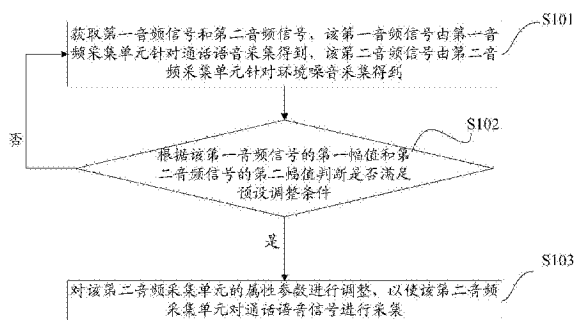 S101
获取第一音频信号和第二音频信号，该第一音频信号由第一音
频采集单元针对通话语音采集得到，该第二音频信号由第二音
频采集单元针对环境噪音采集得到
S102
否
根据该第一音频信号的第一幅值和第
二音频信号的第二幅值判断是否满足
预设调整条件
是
S103
对该第二音频采集单元的属性参数进行调整，以使该第二音频
采集单元对通话语音信号进行采集